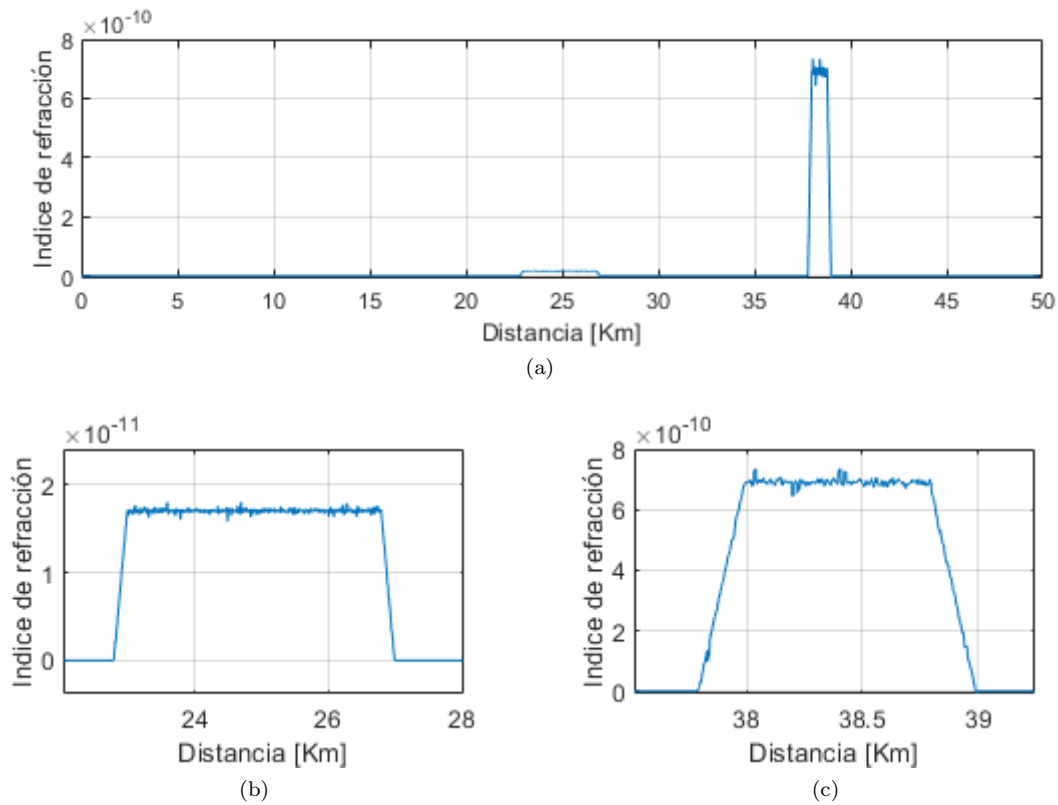 ×10⁻¹⁰
8
6
4
2
0
Indice de refracción
0 5 10 15 20 25 30 35 40 45 50
Distancia [Km]
(a)
×10⁻¹¹
2
1
0
Indice de refracción
24 26 28
Distancia [Km]
(b)
×10⁻¹⁰
8
6
4
2
0
Indice de refracción
38 38.5 39
Distancia [Km]
(c)